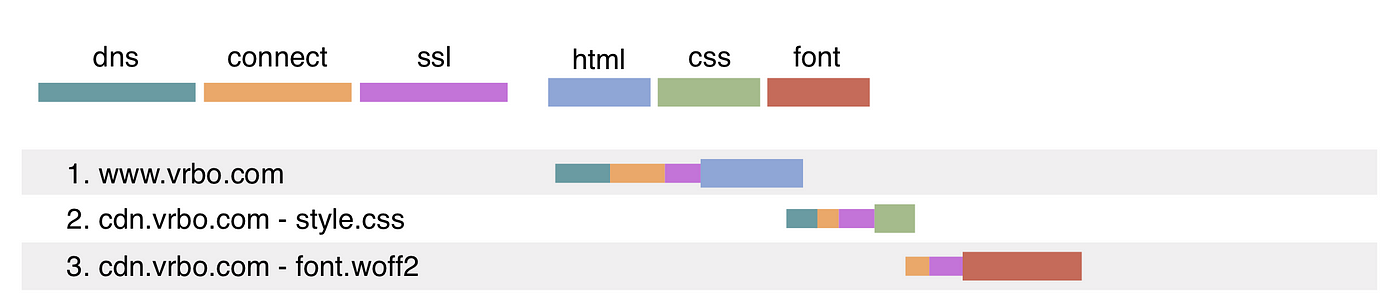 dns connect ssl html css font
1. www.vrbo.com
2. cdn.vrbo.com - style.css
3. cdn.vrbo.com - font.woff2